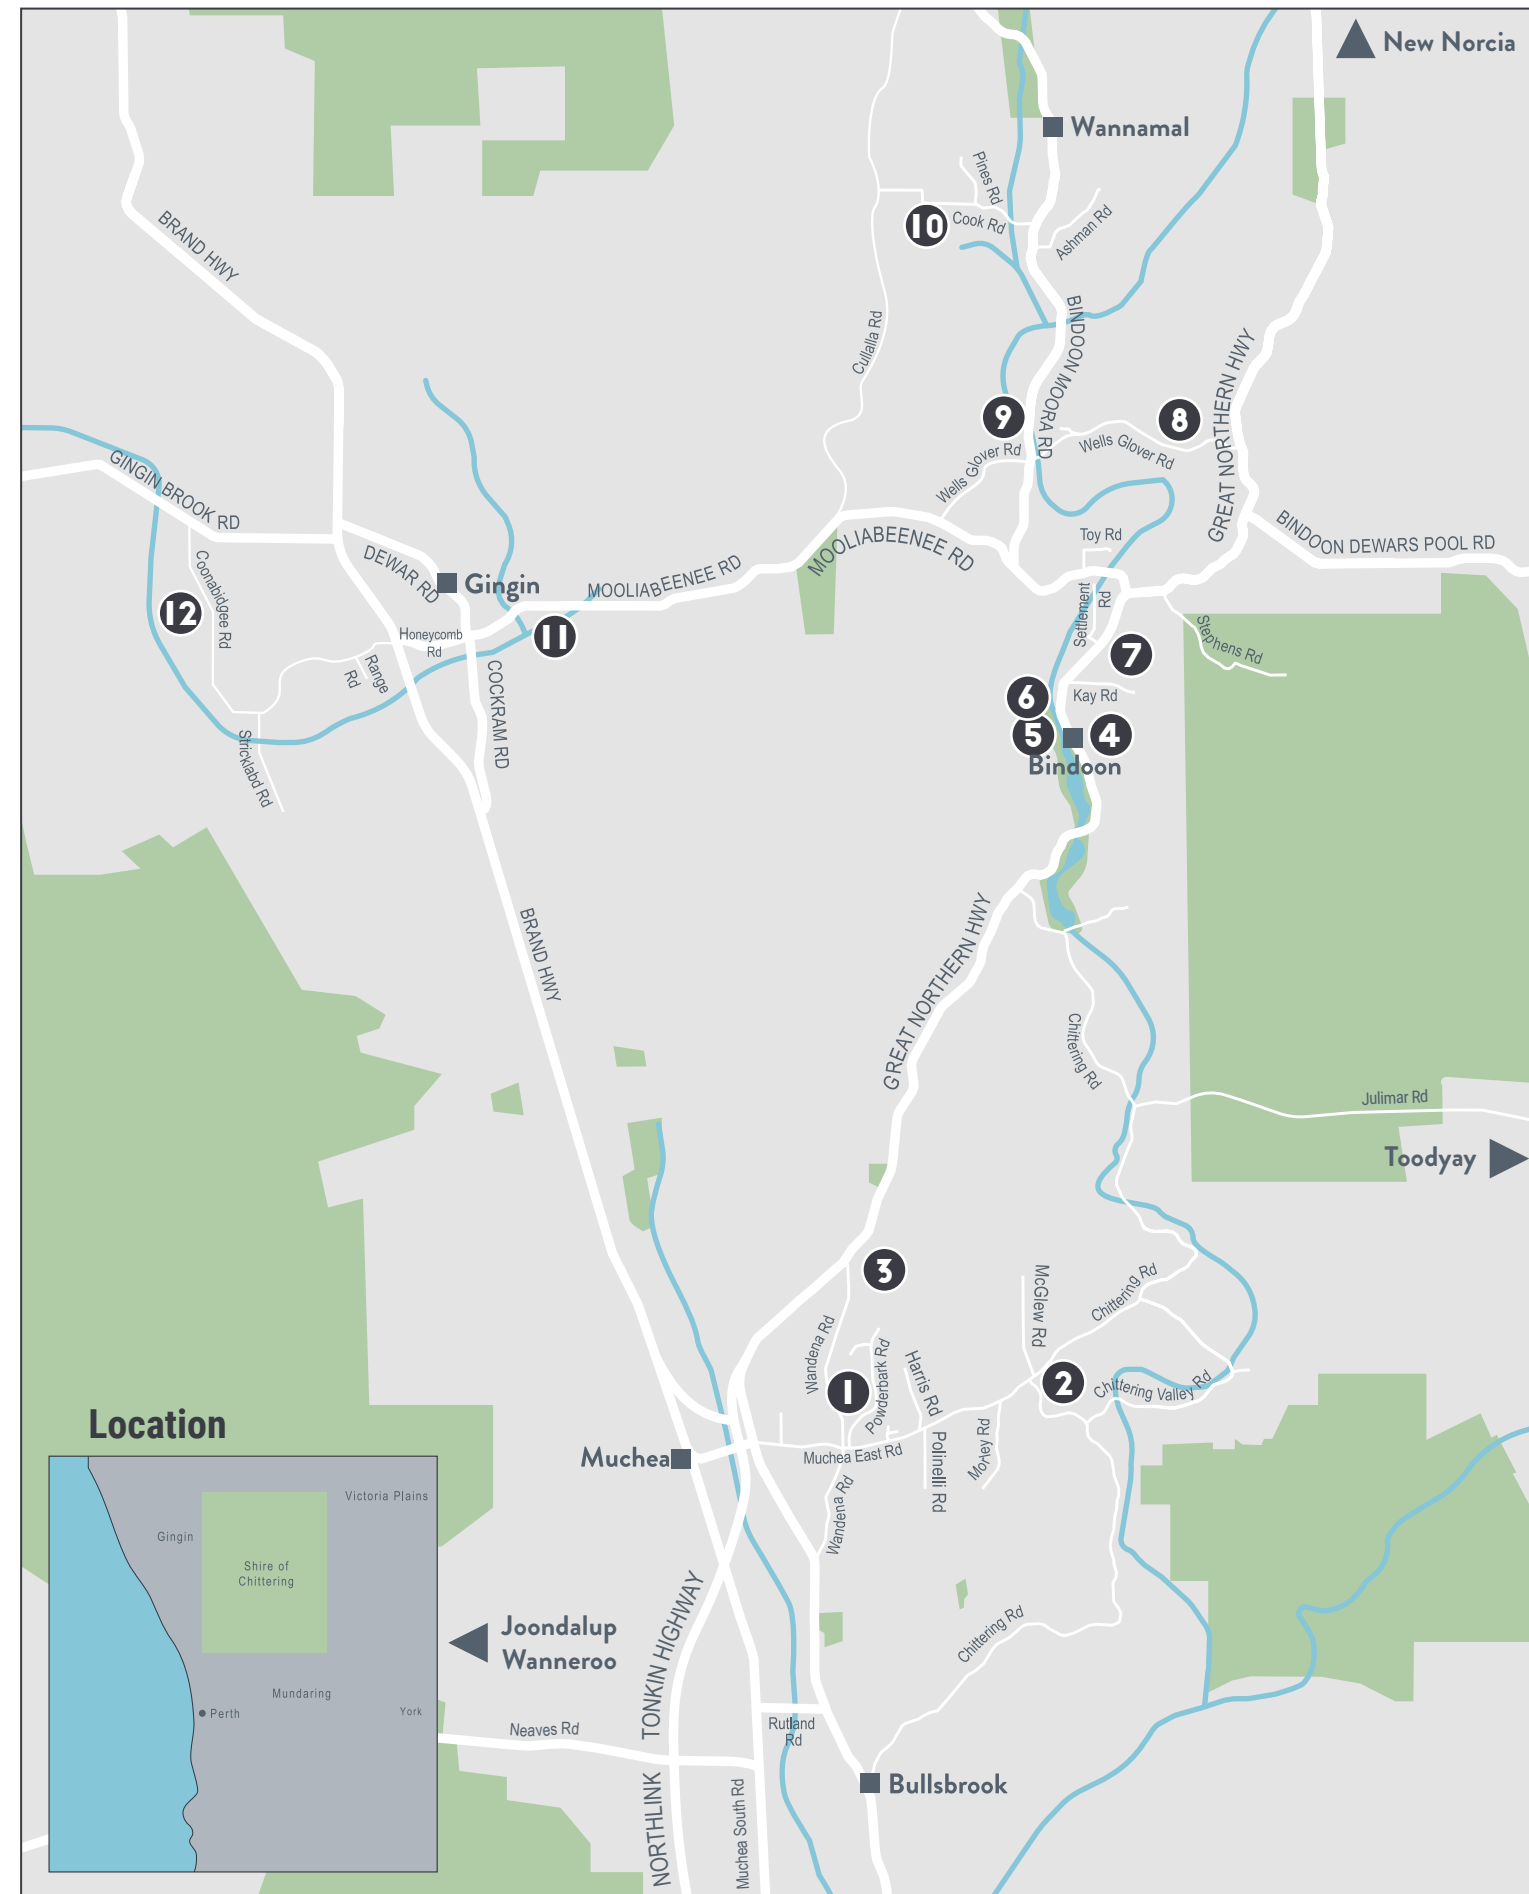 New Norcia
Wannamal
Pines Rd
10
Cook Rd
Ashman Rd
BRAND HWY
Cullalla Rd
BINDOON MOORA RD
GREAT NORTHERN HWY
9
8
Wells Glover Rd
Wells Glover Rd
GINGIN BROOK RD
BINDOON DEWARS POOL RD
Toy Rd
MOOLIABEENEE RD
MOOLIABEENEE RD
DEWAR RD
Gingin
Coonabidgee Rd
12
Settlement
Rd
Honeycomb
Rd
11
Stephens Rd
Range
Rd
7
COCKRAM RD
6
Kay Rd
5
4
Bindoon
Stricklabd Rd
BRAND HWY
GREAT NORTHERN HWY
Chittering Rd
Julimar Rd
Toodyay
3
McGlew Rd
Chittering Rd
Wandena Rd
Powderbark Rd
Harris Rd
1
2
Chittering Valley Rd
Location
Muchea
Muchea East Rd
Polinelli Rd
Morley Rd
Wandena Rd
Victoria Plains
Gingin
Shire of
Chittering
Mundaring
Perth
York
Joondalup
Wanneroo
Chittering Rd
NORTHLINK TONKIN HIGHWAY
Neaves Rd
Rutland
Rd
Muchea South Rd
Bullsbrook